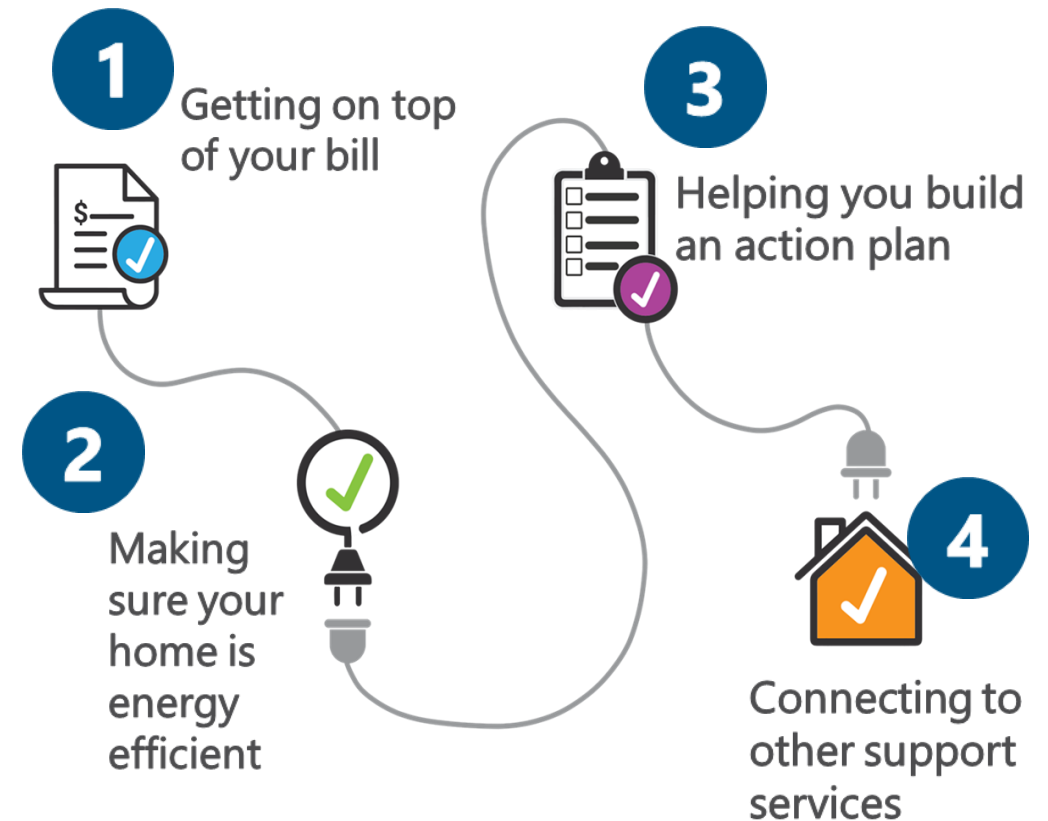 1
Getting on top
of your bill
$
2
Making
sure your
home is
energy
efficient
3
Helping you build
an action plan
4
Connecting to
other support
services